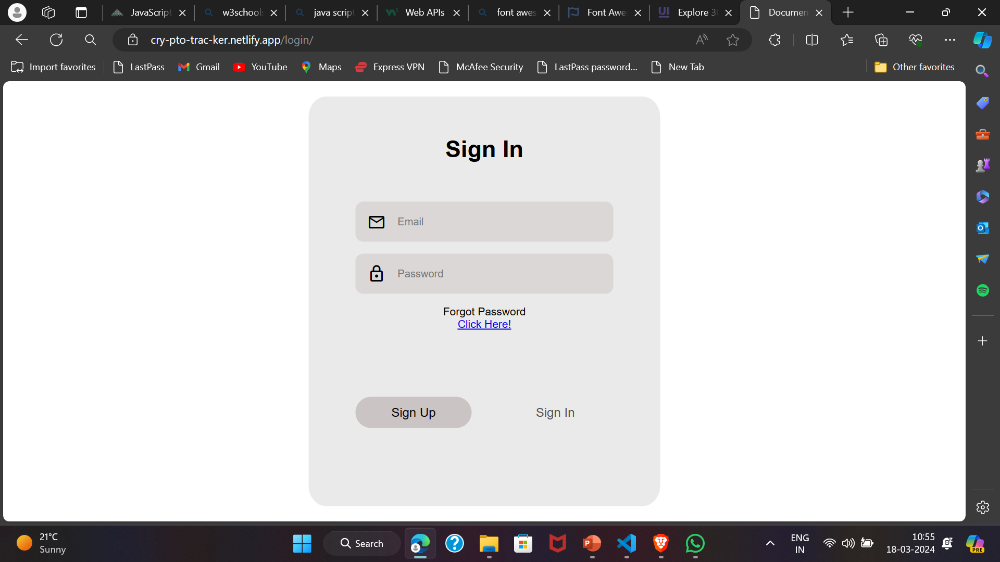 JavaScript
w3schools
java script
Web APIs
font awes
Font Awe
Explore 3
Documen
cry-pto-trac-ker.netlify.app/login/
Import favorites
LastPass
Gmail
YouTube
Maps
Express VPN
McAfee Security
LastPass password...
New Tab
Other favorites
Sign In
Email
Password
Forgot Password
Click Here!
Sign Up
Sign In
21°C
Sunny
Search
ENG
IN
10:55
18-03-2024
PRE